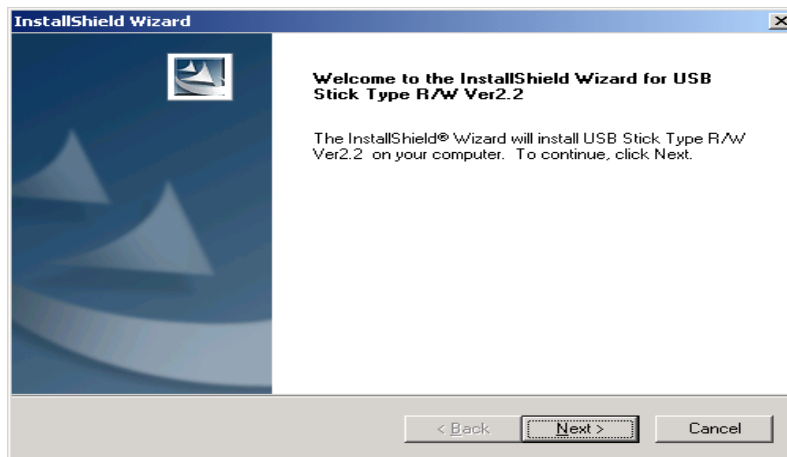 InstallShield Wizard
Welcome to the InstallShield Wizard for USB
Stick Type R/W Ver2.2
The InstallShield® Wizard will install USB Stick Type R/W
Ver2.2 on your computer. To continue, click Next.
< Back
Next >
Cancel